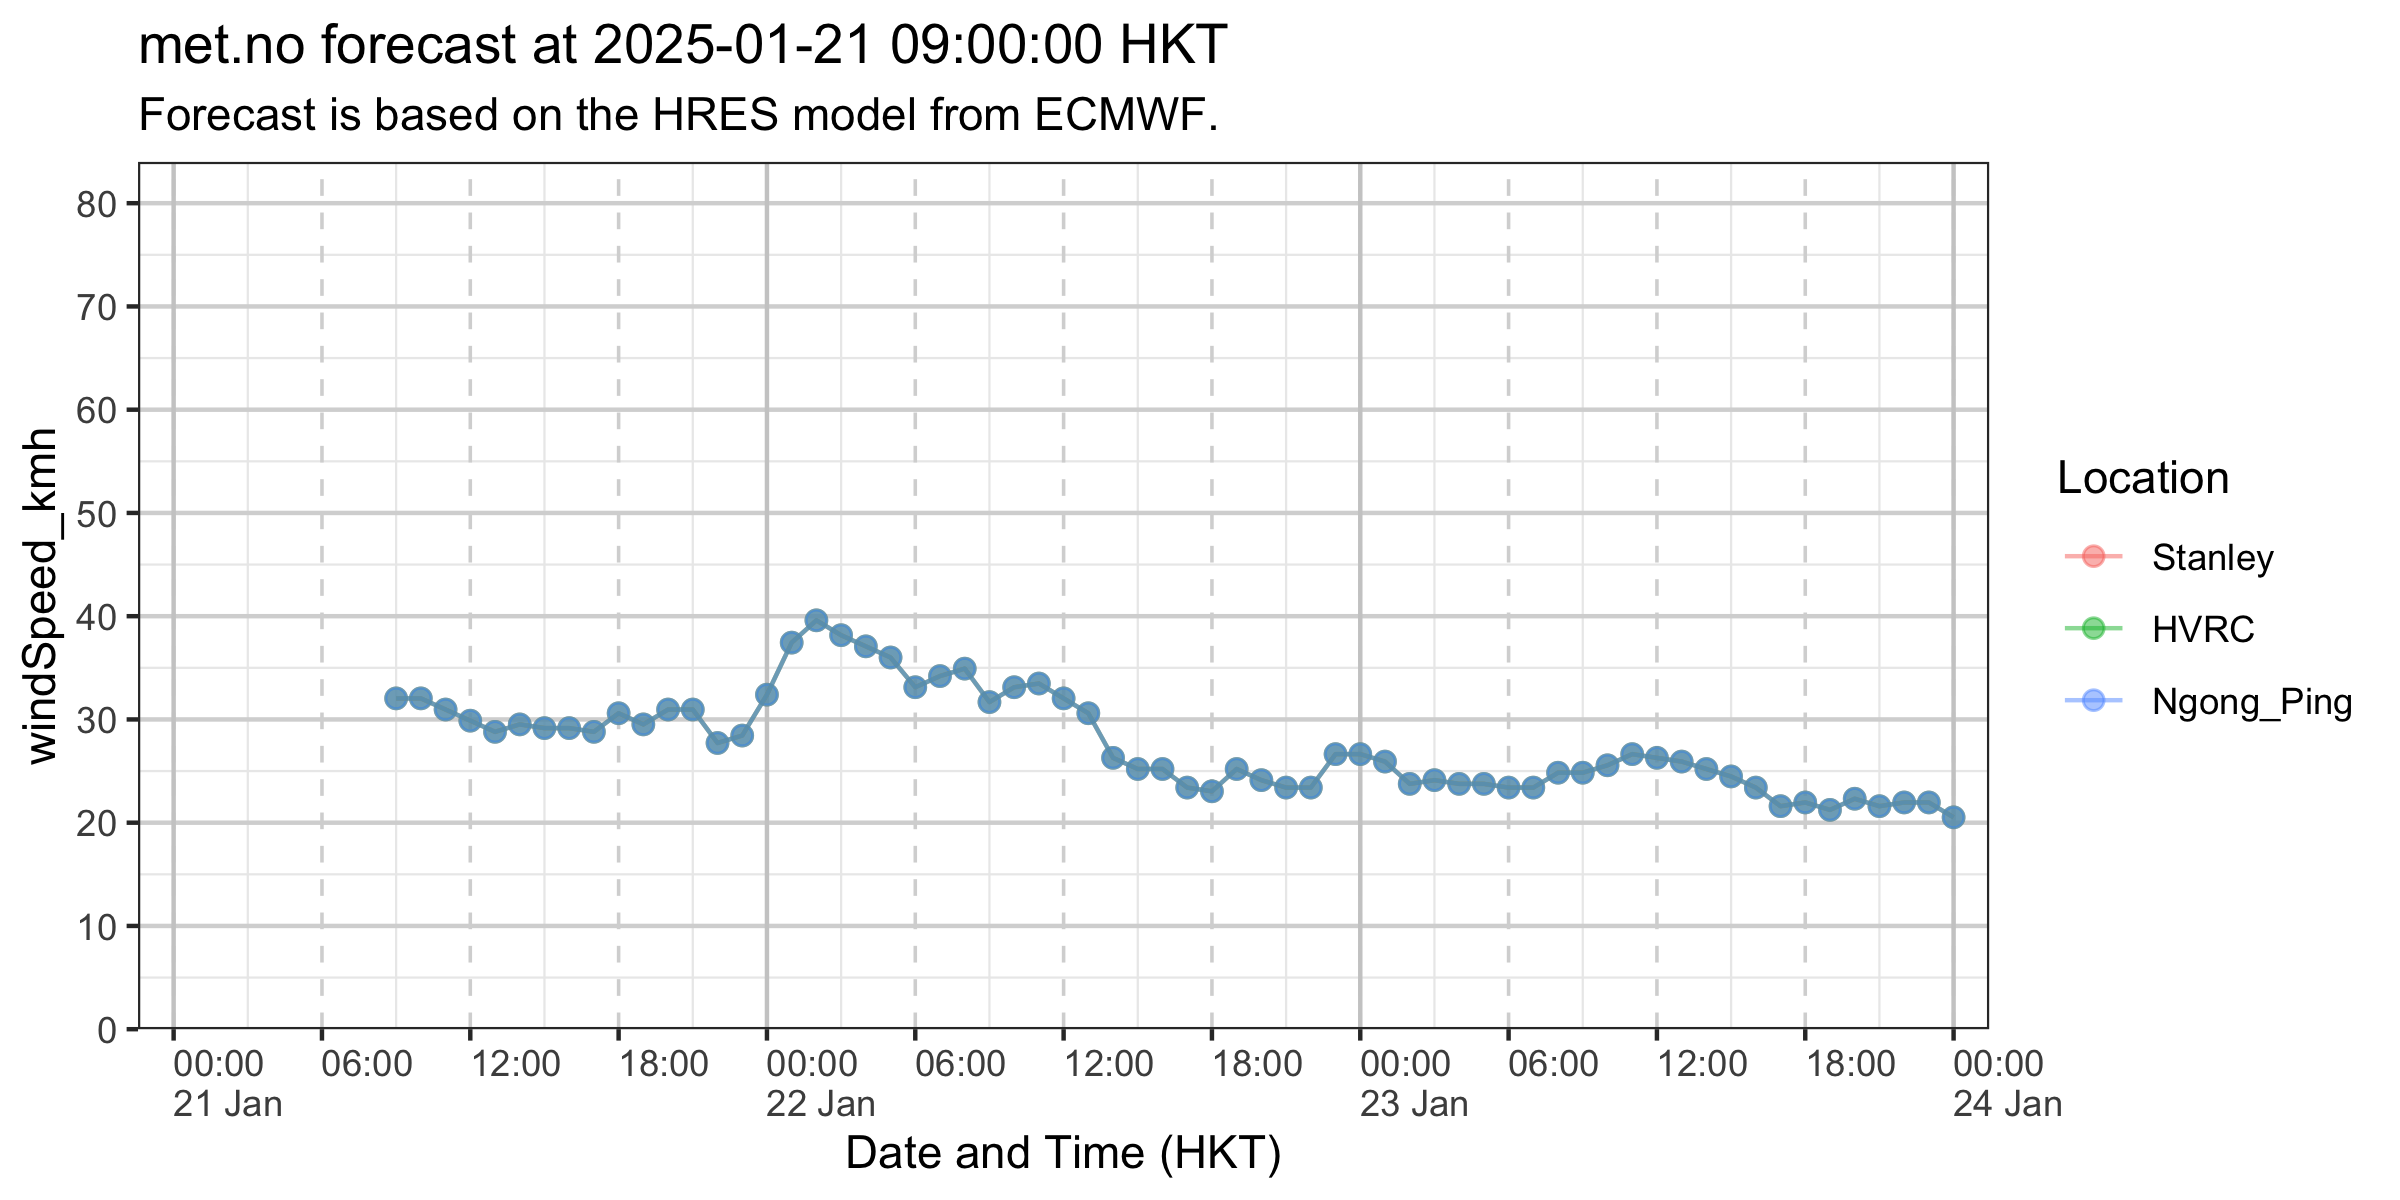 met.no forecast at 2025-01-21 09:00:00 HKT
Forecast is based on the HRES model from ECMWF.
windSpeed_kmh
80
70
60
50
40
30
20
10
0
00:00 06:00 12:00 18:00 00:00 06:00 12:00 18:00 00:00 06:00 12:00 18:00 00:00
21 Jan 22 Jan 23 Jan 24 Jan
Date and Time (HKT)
Location
Stanley
HVRC
Ngong_Ping